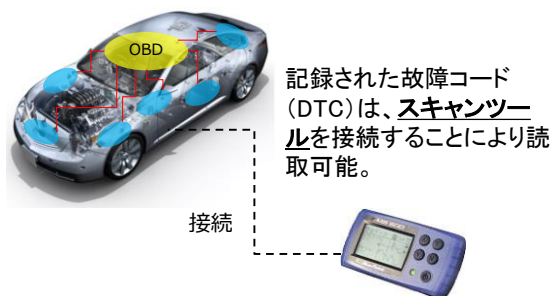 OBD
記録された故障コード
（DTC）は、スキャンツー
ルを接続することにより読
取可能。
接続